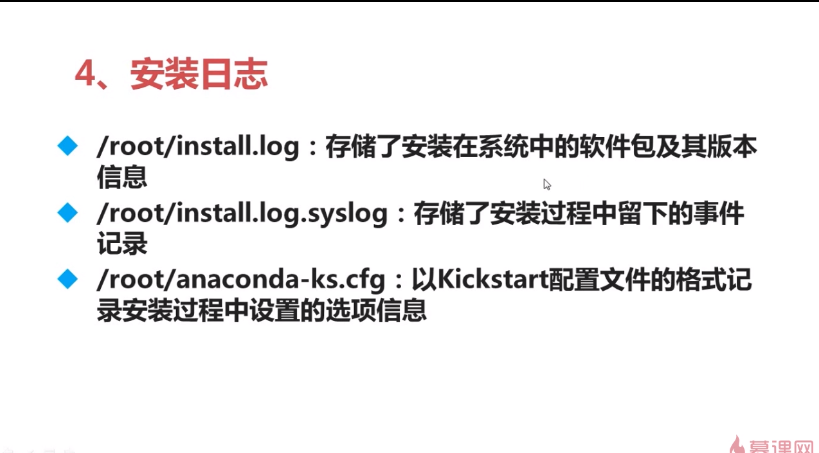 4、安装日志
/root/install.log：存储了安装在系统中的软件包及其版本
信息
/root/install.log.syslog：存储了安装过程中留下的事件
记录
/root/anaconda-ks.cfg：以Kickstart配置文件的格式记
录安装过程中设置的选项信息
慕课网